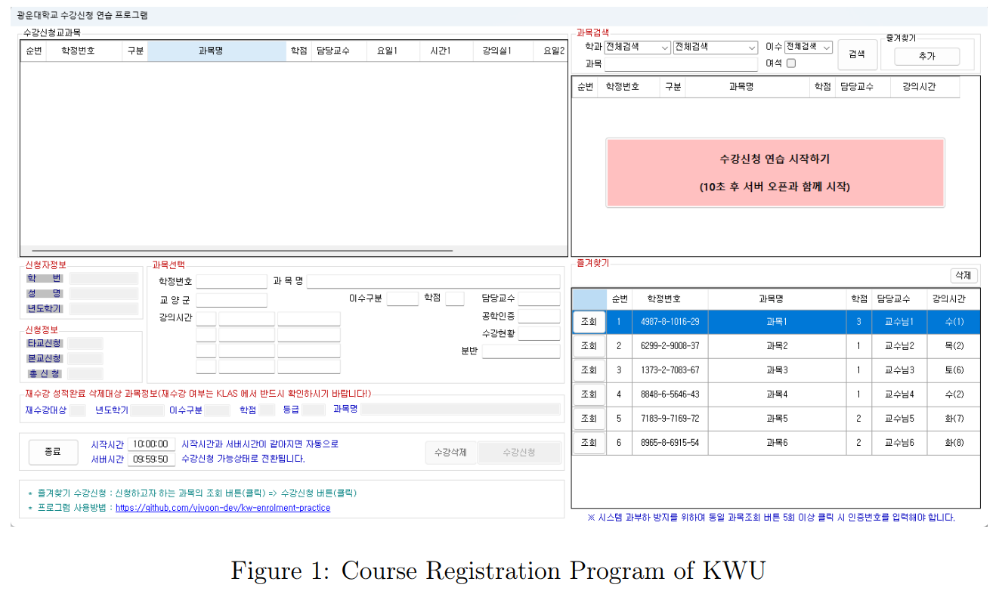 광운대학교 수강신청 연습 프로그램
수강신청교과목
순번 학정번호 구분 과목명 학점 담당교수 요일1 시간1 강의실1 요일2
과목검색
학과 전체검색 전체검색 이수 전체검색 검색
과목 여석
즐겨찾기
추가
순번 학정번호 구분 과목명 학점 담당교수 강의시간
수강신청 연습 시작하기
(10초 후 서버 오픈과 함께 시작)
신청자정보
학 번
성 명
년도학기
신청정보
타교신청
본교신청
총 신 청
과목선택
학정번호 과 목 명
교 양 군 이수구분 학점 담당교수
강의시간 공학인증
수강현황
분반
재수강 성적완료 삭제대상 과목정보(재수강 여부는 KLAS 에서 반드시 확인하시기 바랍니다!)
재수강대상 년도학기 이수구분 학점 등급 과목명
종료
시작시간 10:00:00 시작시간과 서버시간이 같아지면 자동으로
서버시간 09:59:50 수강신청 가능상태로 전환됩니다.
수강삭제 수강신청
* 즐겨찾기 수강신청 : 신청하고자 하는 과목의 조회 버튼(클릭) => 수강신청 버튼(클릭)
* 프로그램 사용방법 : https://github.com/yjyoon-dev/kw-enrolment-practice
즐겨찾기
삭제
순번 학정번호 과목명 학점 담당교수 강의시간
조회 1 4987-8-1016-29 과목1 3 교수님1 수(1)
조회 2 6299-2-9008-37 과목2 1 교수님2 목(2)
조회 3 1373-2-7083-67 과목3 1 교수님3 토(6)
조회 4 8848-6-5646-43 과목4 1 교수님4 수(2)
조회 5 7183-9-7169-72 과목5 2 교수님5 화(7)
조회 6 8965-8-6915-54 과목6 2 교수님6 화(8)
※ 시스템 과부하 방지를 위하여 동일 과목조회 버튼 5회 이상 클릭 시 인증번호를 입력해야 합니다.
Figure 1: Course Registration Program of KWU